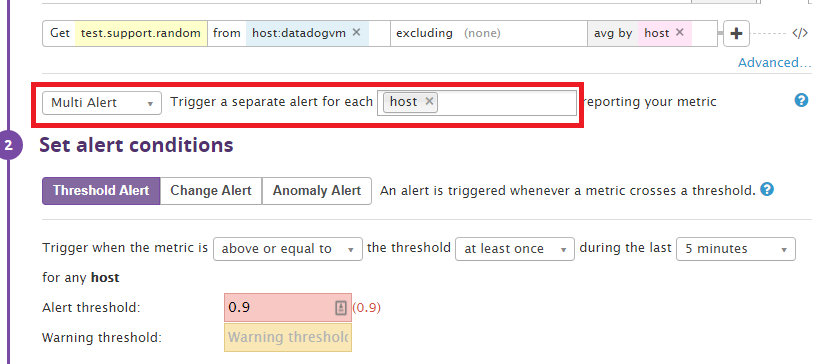 Get test.support.random from host:datadogvm × excluding (none) avg by host × + </>
Advanced...
Multi Alert Trigger a separate alert for each host × reporting your metric ?
2 Set alert conditions
Threshold Alert Change Alert Anomaly Alert An alert is triggered whenever a metric crosses a threshold. ?
Trigger when the metric is above or equal to the threshold at least once during the last 5 minutes
for any host
Alert threshold: 0.9 (0.9)
Warning threshold: Warning threshold